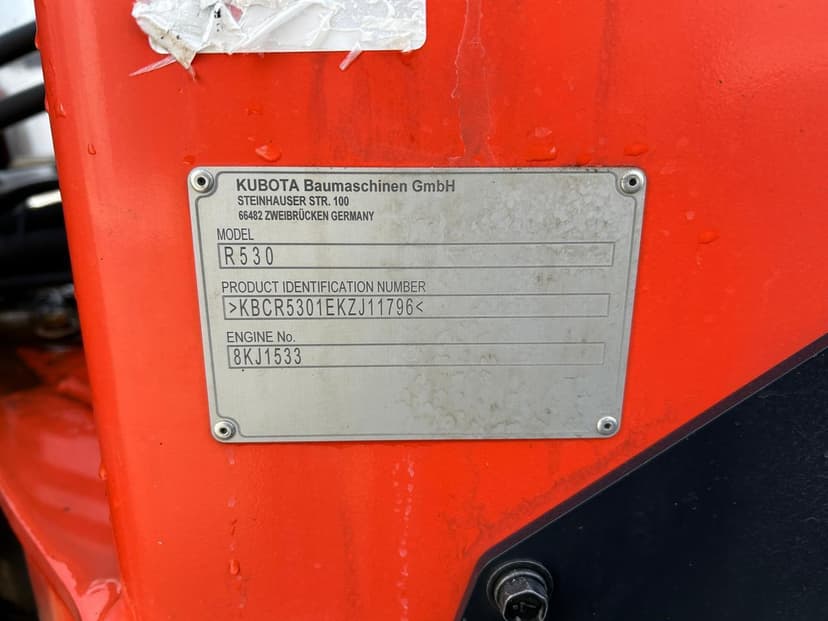 KUBOTA Baumaschinen GmbH
STEINHAUSER STR. 100
66482 ZWEIBRÜCKEN GERMANY
MODEL
R530
PRODUCT IDENTIFICATION NUMBER
>KBCR5301EKZJ11796<
ENGINE No.
8KJ1533